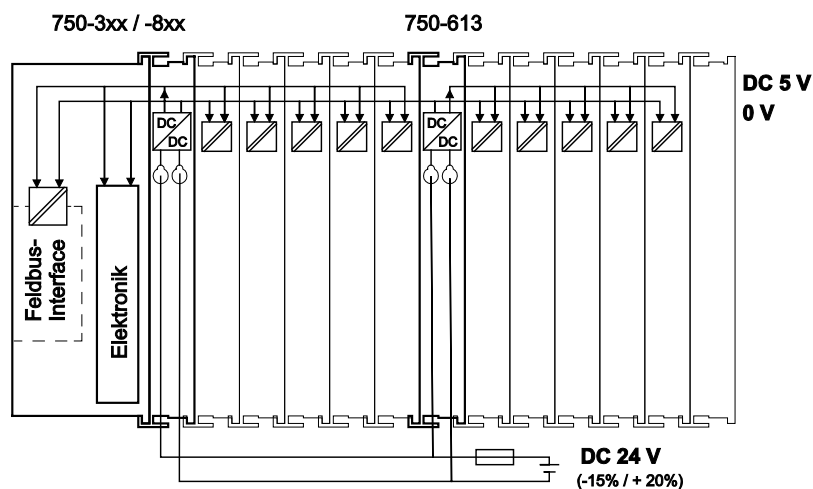 750-3xx / -8xx
750-613
DC 5 V
0 V
DC
DC
DC
DC
Feldbus-
Interface
Elektronik
DC 24 V
(-15% / + 20%)